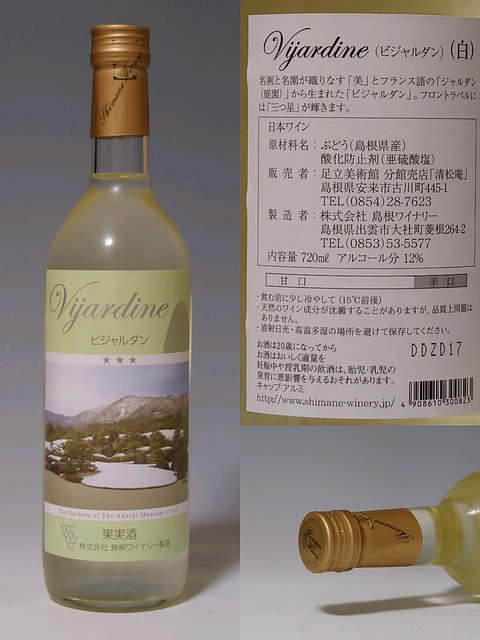 Shimane Winery
Vijardine
ビジャルダン
★★★
The Gardens of The Adachi Museum of Art
果実酒
株式会社 島根ワイナリー製造
Vijardine (ビジャルダン) (白)
名画と名園が織りなす「美」とフランス語の「ジャルダン
(庭園)」から生まれた「ビジャルダン」。フロントラベルに
は「三つ星」が輝きます。
日本ワイン
原材料名：ぶどう(島根県産)
酸化防止剤(亜硫酸塩)
販売者：足立美術館 分館売店「清松庵」
島根県安来市古川町445-1
TEL(0854)28-7623
製造者：株式会社 島根ワイナリー
島根県出雲市大社町菱根264-2
TEL(0853)53-5577
内容量 720㎖ アルコール分 12%
甘口 辛口
・飲む前に少し冷やして(15℃前後)
・天然のワイン成分が沈澱することがありますが、品質上問題は
ありません。
・直射日光・高温多湿の場所を避けて保存してください。
お酒は20歳になってから
お酒はおいしく適量を
妊娠中や授乳期の飲酒は、胎児・乳児の
発育に悪影響を与えるおそれがあります。
キャップ:アルミ
http://www.shimane-winery.jp/
DDZD17
4 908610 300823
Shimane